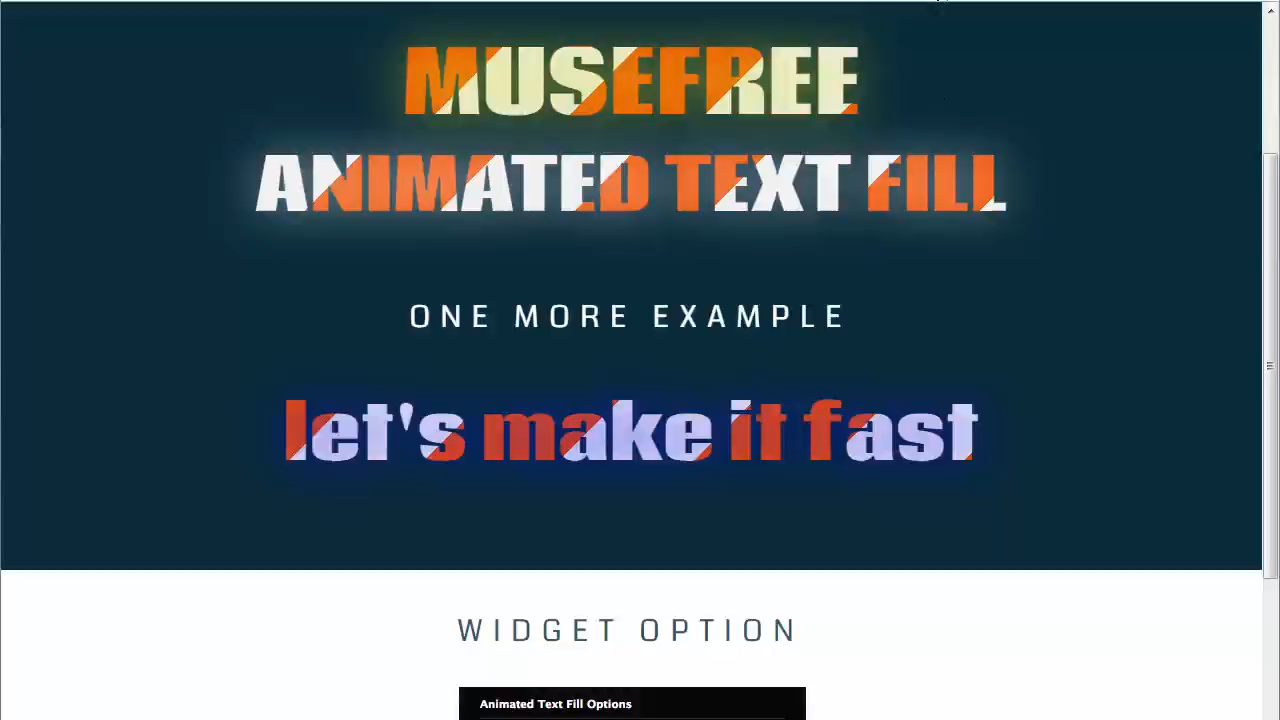 MUSEFREE
ANIMATED TEXT FILL
ONE MORE EXAMPLE
let's make it fast
WIDGET OPTION
Animated Text Fill Options